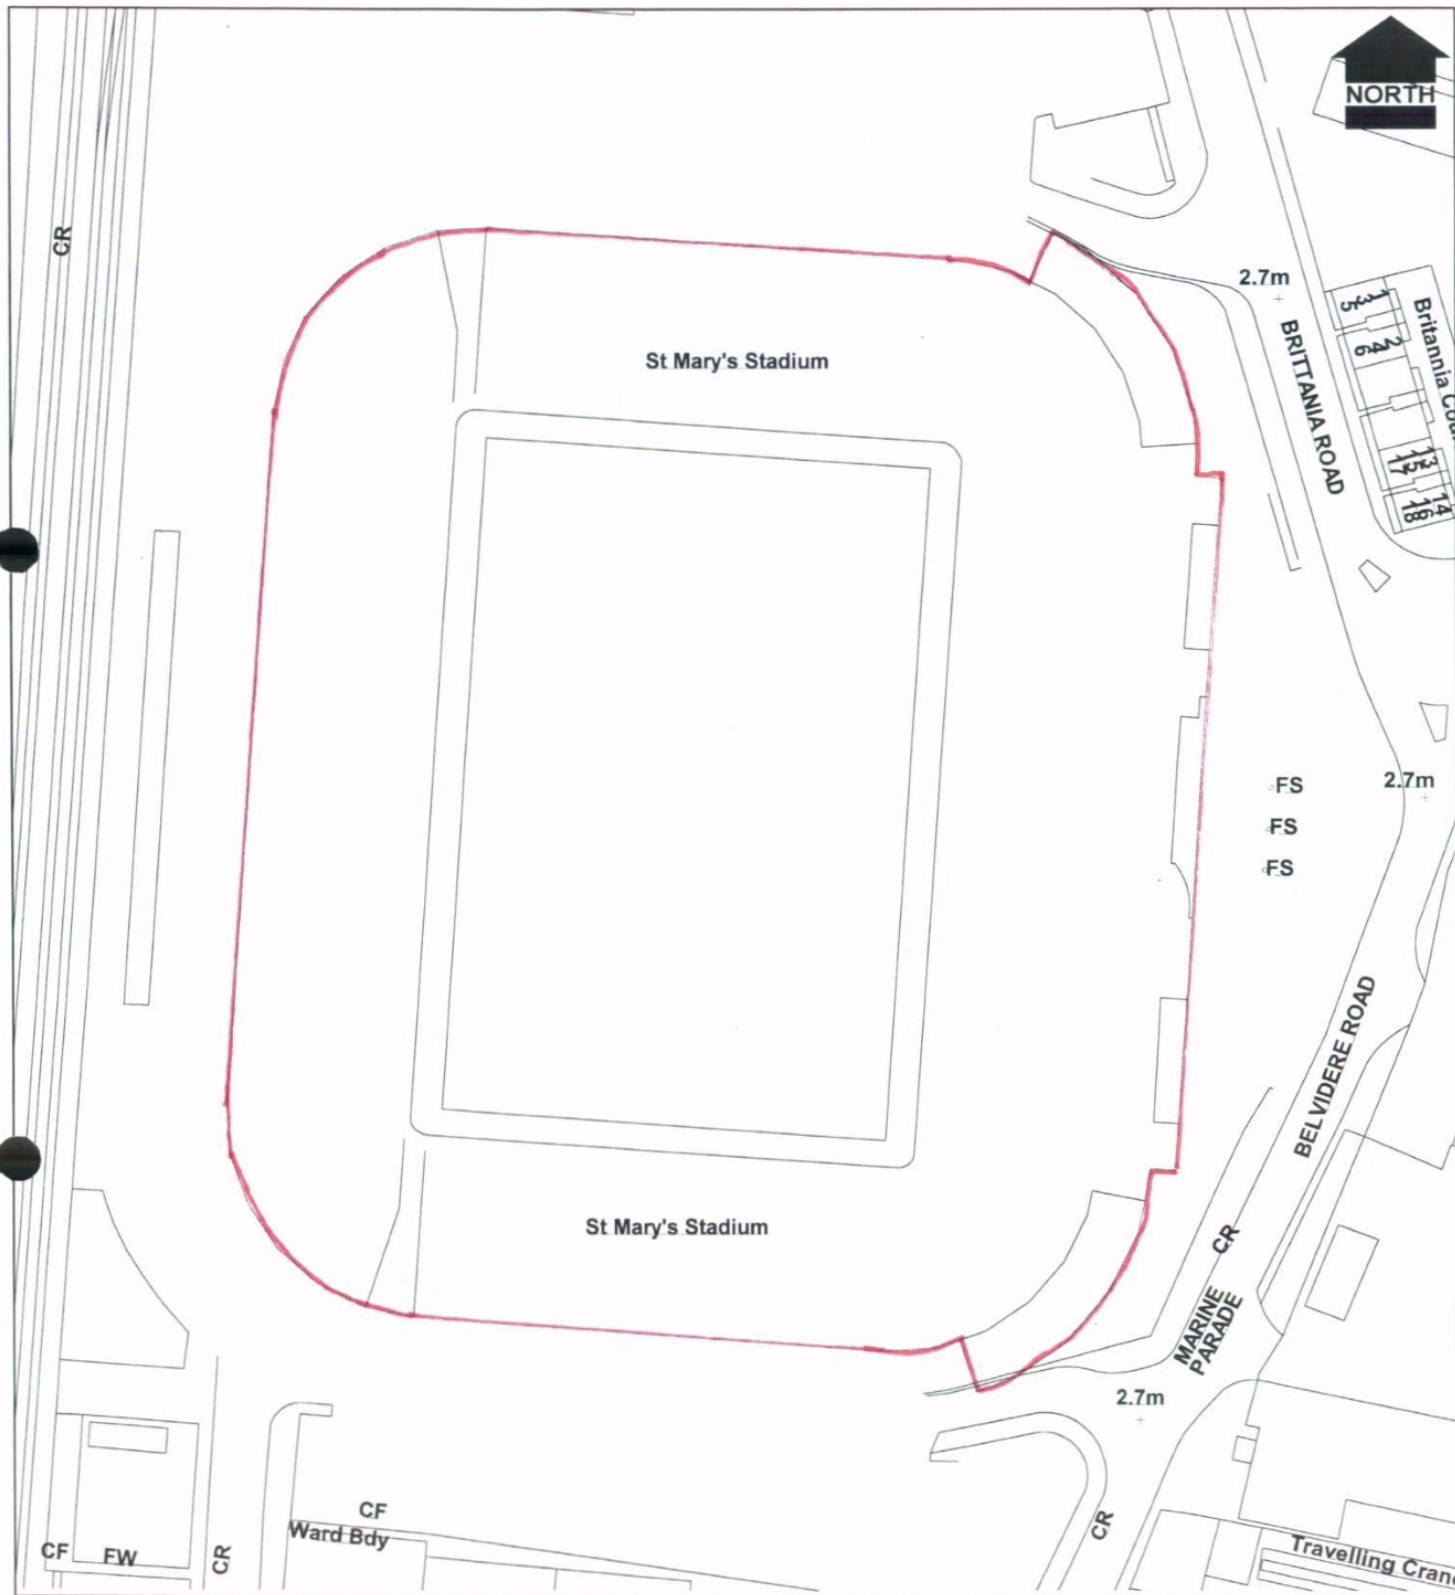 NORTH
CR
2.7m
1
3
5
2
4
6
Britannia
St Mary's Stadium
BRITTANIA ROAD
13
15
17
14
16
18
FS
2.7m
FS
FS
BELVIDERE ROAD
St Mary's Stadium
CR
MARINE
PARADE
2.7m
CF
Ward Bdy
CR
CF
FW
CR
Travelling